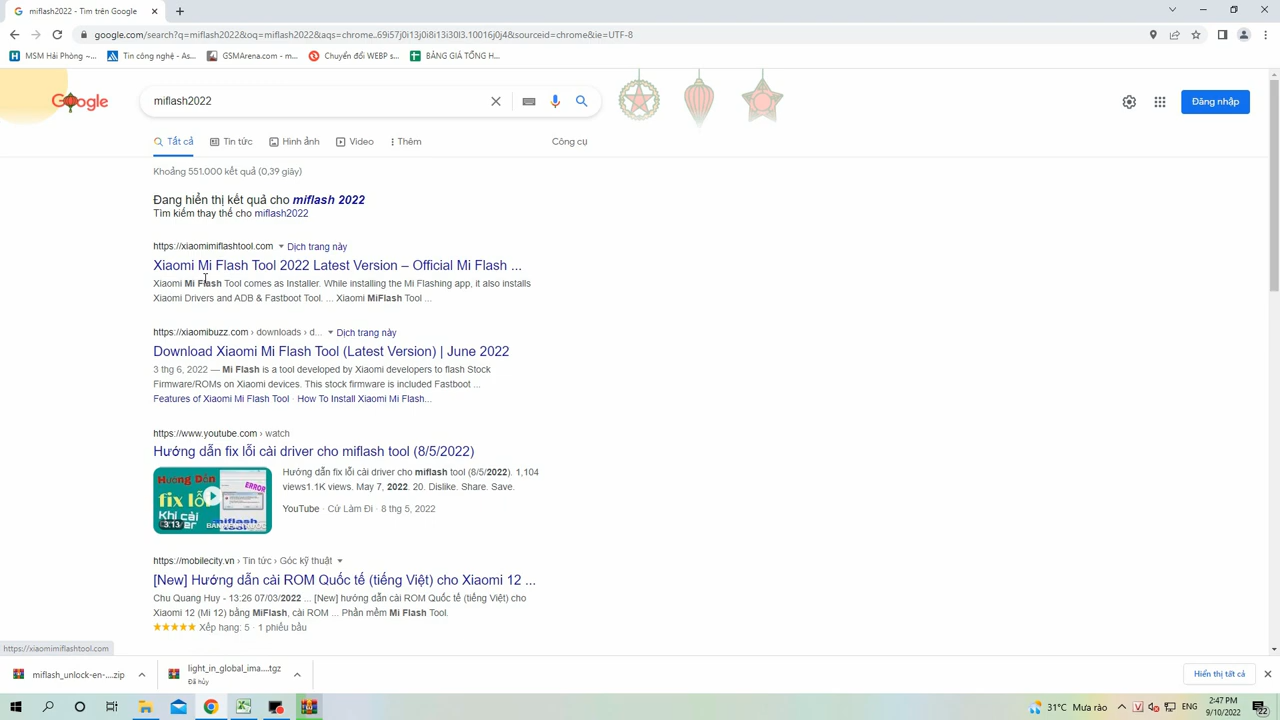 miflash2022 - Tìm trên Google
google.com/search?q=miflash2022&oq=miflash2022&aqs=chrome..69i57j0i13j0i8i13i30l3.10016j0j4&sourceid=chrome&ie=UTF-8
MSM Hải Phòng ~...
Tin công nghệ - As...
GSMArena.com - m...
Chuyển đổi WEBP s...
BẢNG GIÁ TỔNG H...
Google
miflash2022
Đăng nhập
Tất cả
Tin tức
Hình ảnh
Video
Thêm
Công cụ
Khoảng 551.000 kết quả (0,39 giây)
Đang hiển thị kết quả cho miflash 2022
Tìm kiếm thay thế cho miflash2022
https://xiaomimiflashtool.com Dịch trang này
Xiaomi Mi Flash Tool 2022 Latest Version – Official Mi Flash ...
Xiaomi Mi Flash Tool comes as Installer. While installing the Mi Flashing app, it also installs
Xiaomi Drivers and ADB & Fastboot Tool. ... Xiaomi MiFlash Tool ...
https://xiaomibuzz.com › downloads › d... Dịch trang này
Download Xiaomi Mi Flash Tool (Latest Version) | June 2022
3 thg 6, 2022 — Mi Flash is a tool developed by Xiaomi developers to flash Stock
Firmware/ROMs on Xiaomi devices. This stock firmware is included Fastboot ...
Features of Xiaomi Mi Flash Tool · How To Install Xiaomi Mi Flash...
https://www.youtube.com › watch
Hướng dẫn fix lỗi cài driver cho miflash tool (8/5/2022)
Hướng dẫn fix lỗi cài driver cho miflash tool (8/5/2022). 1,104
views1.1K views. May 7, 2022. 20. Dislike. Share. Save.
YouTube · Cứ Làm Đi · 8 thg 5, 2022
Hướng Dẫn
ERROR
fix lỗi
3:13
miflash
https://mobilecity.vn › Tin tức › Góc kỹ thuật
[New] Hướng dẫn cài ROM Quốc tế (tiếng Việt) cho Xiaomi 12 ...
Chu Quang Huy - 13:26 07/03/2022 ... [New] hướng dẫn cài ROM Quốc tế (tiếng Việt) cho
Xiaomi 12 (Mi 12) bằng MiFlash, cài ROM ... Phần mềm Mi Flash Tool.
Xếp hạng: 5 · 1 phiếu bầu
https://xiaomimiflashtool.com
miflash_unlock-en-....zip
light_in_global_ima....tgz
Đã hủy
Hiển thị tất cả
31°C Mưa rào
ENG
2:47 PM
9/10/2022
22